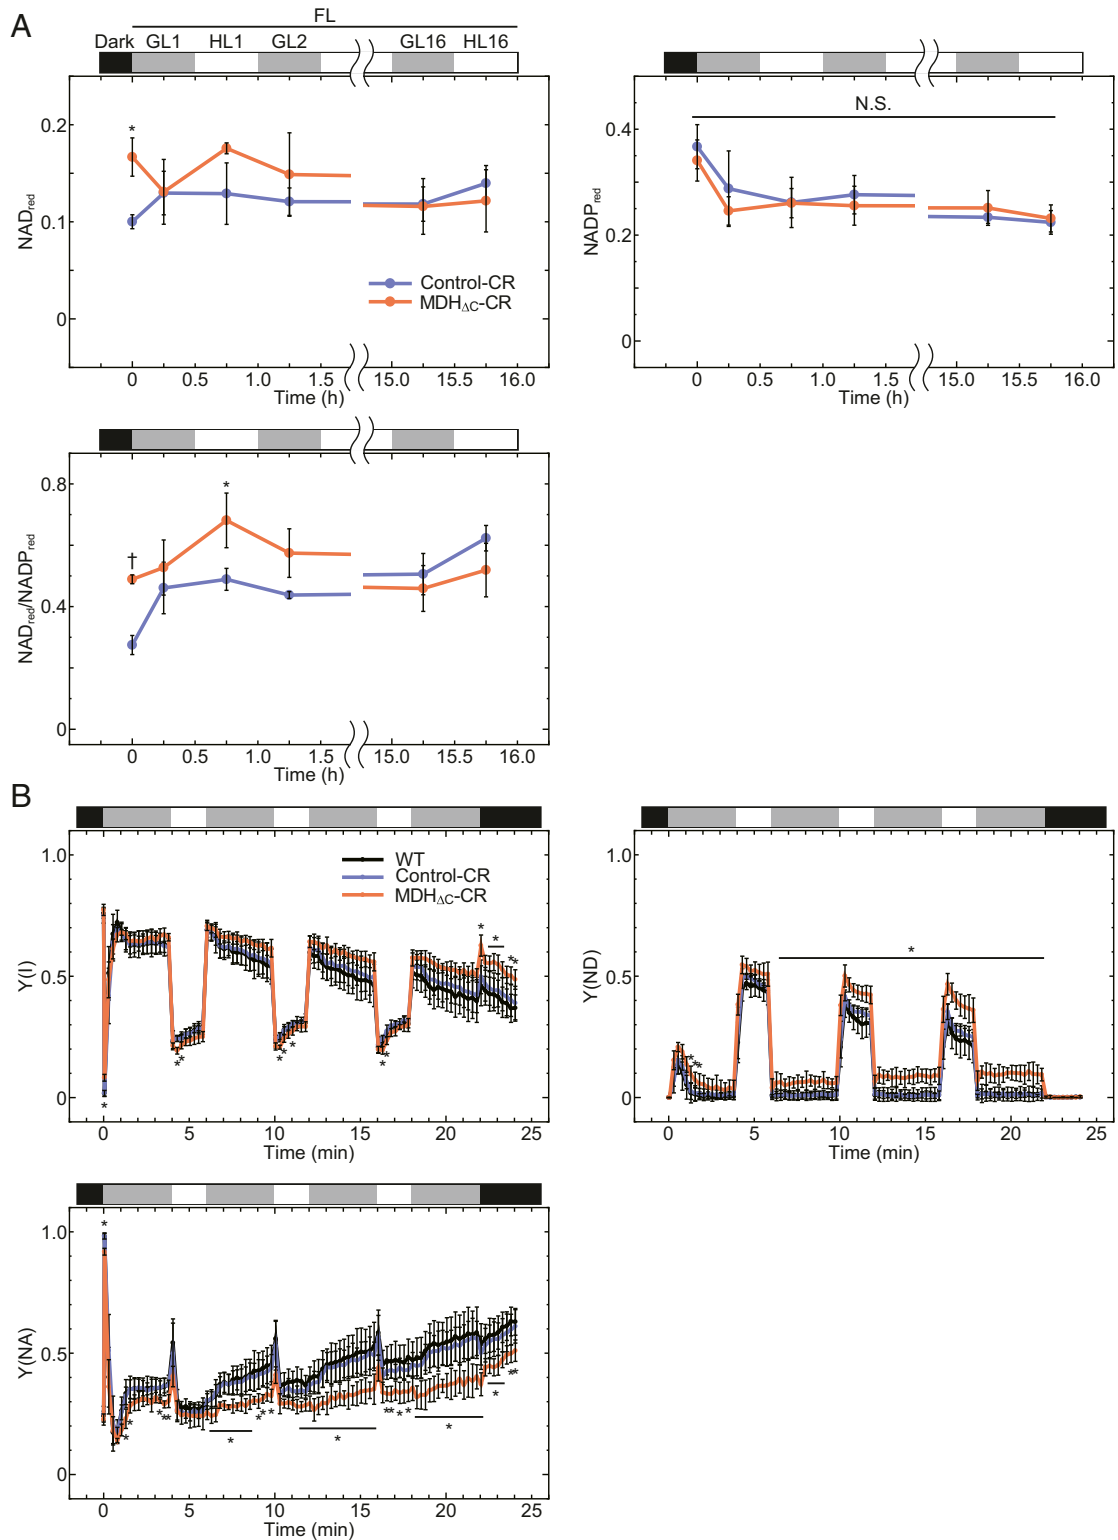 A
FL
Dark GL1 HL1 GL2 GL16 HL16
*
0.2
0.1
0
NADred
Control-CR
MDHΔC-CR
0 0.5 1.0 1.5 15.0 15.5 16.0
Time (h)
N.S.
0.4
0.2
0
NADPred
0 0.5 1.0 1.5 15.0 15.5 16.0
Time (h)
*
†
0.8
0.4
0
NADred/NADPred
0 0.5 1.0 1.5 15.0 15.5 16.0
Time (h)
B
1.0
0.5
0
Y(I)
WT
Control-CR
MDHΔC-CR
0 5 10 15 20 25
Time (min)
1.0
0.5
0
Y(ND)
*
0 5 10 15 20 25
Time (min)
1.0
0.5
0
Y(NA)
*
0 5 10 15 20 25
Time (min)